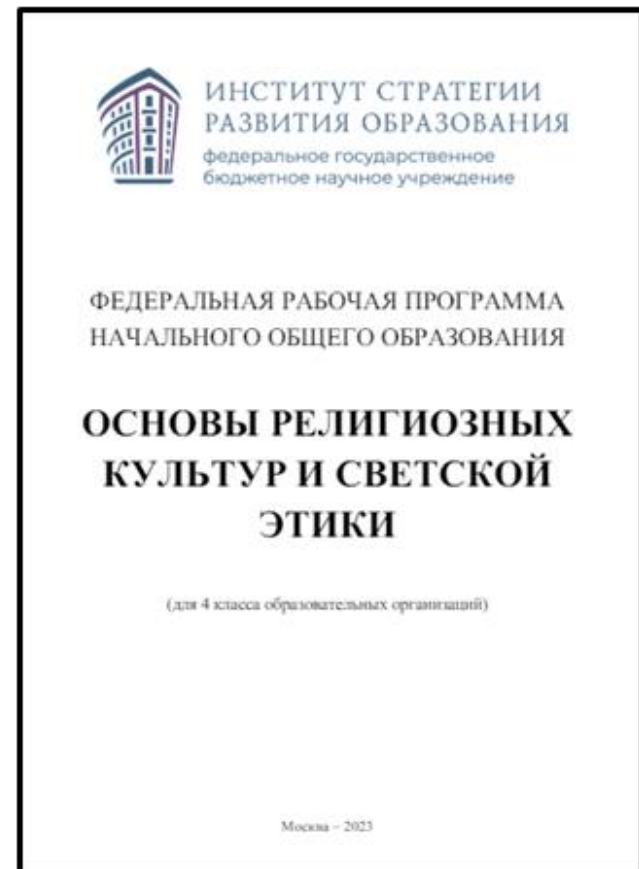 ИНСТИТУТ СТРАТЕГИИ
РАЗВИТИЯ ОБРАЗОВАНИЯ
федеральное государственное
бюджетное научное учреждение
ФЕДЕРАЛЬНАЯ РАБОЧАЯ ПРОГРАММА
НАЧАЛЬНОГО ОБЩЕГО ОБРАЗОВАНИЯ
ОСНОВЫ РЕЛИГИОЗНЫХ
КУЛЬТУР И СВЕТСКОЙ
ЭТИКИ
(для 4 класса образовательных организаций)
Москва – 2023